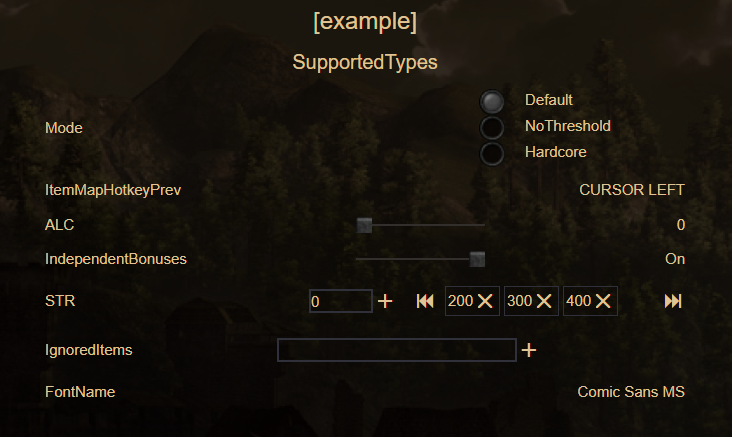 [example]
SupportedTypes
Mode
Default
NoThreshold
Hardcore
ItemMapHotkeyPrev CURSOR LEFT
ALC 0
IndependentBonuses On
STR 0 + 200 300 400
IgnoredItems +
FontName Comic Sans MS